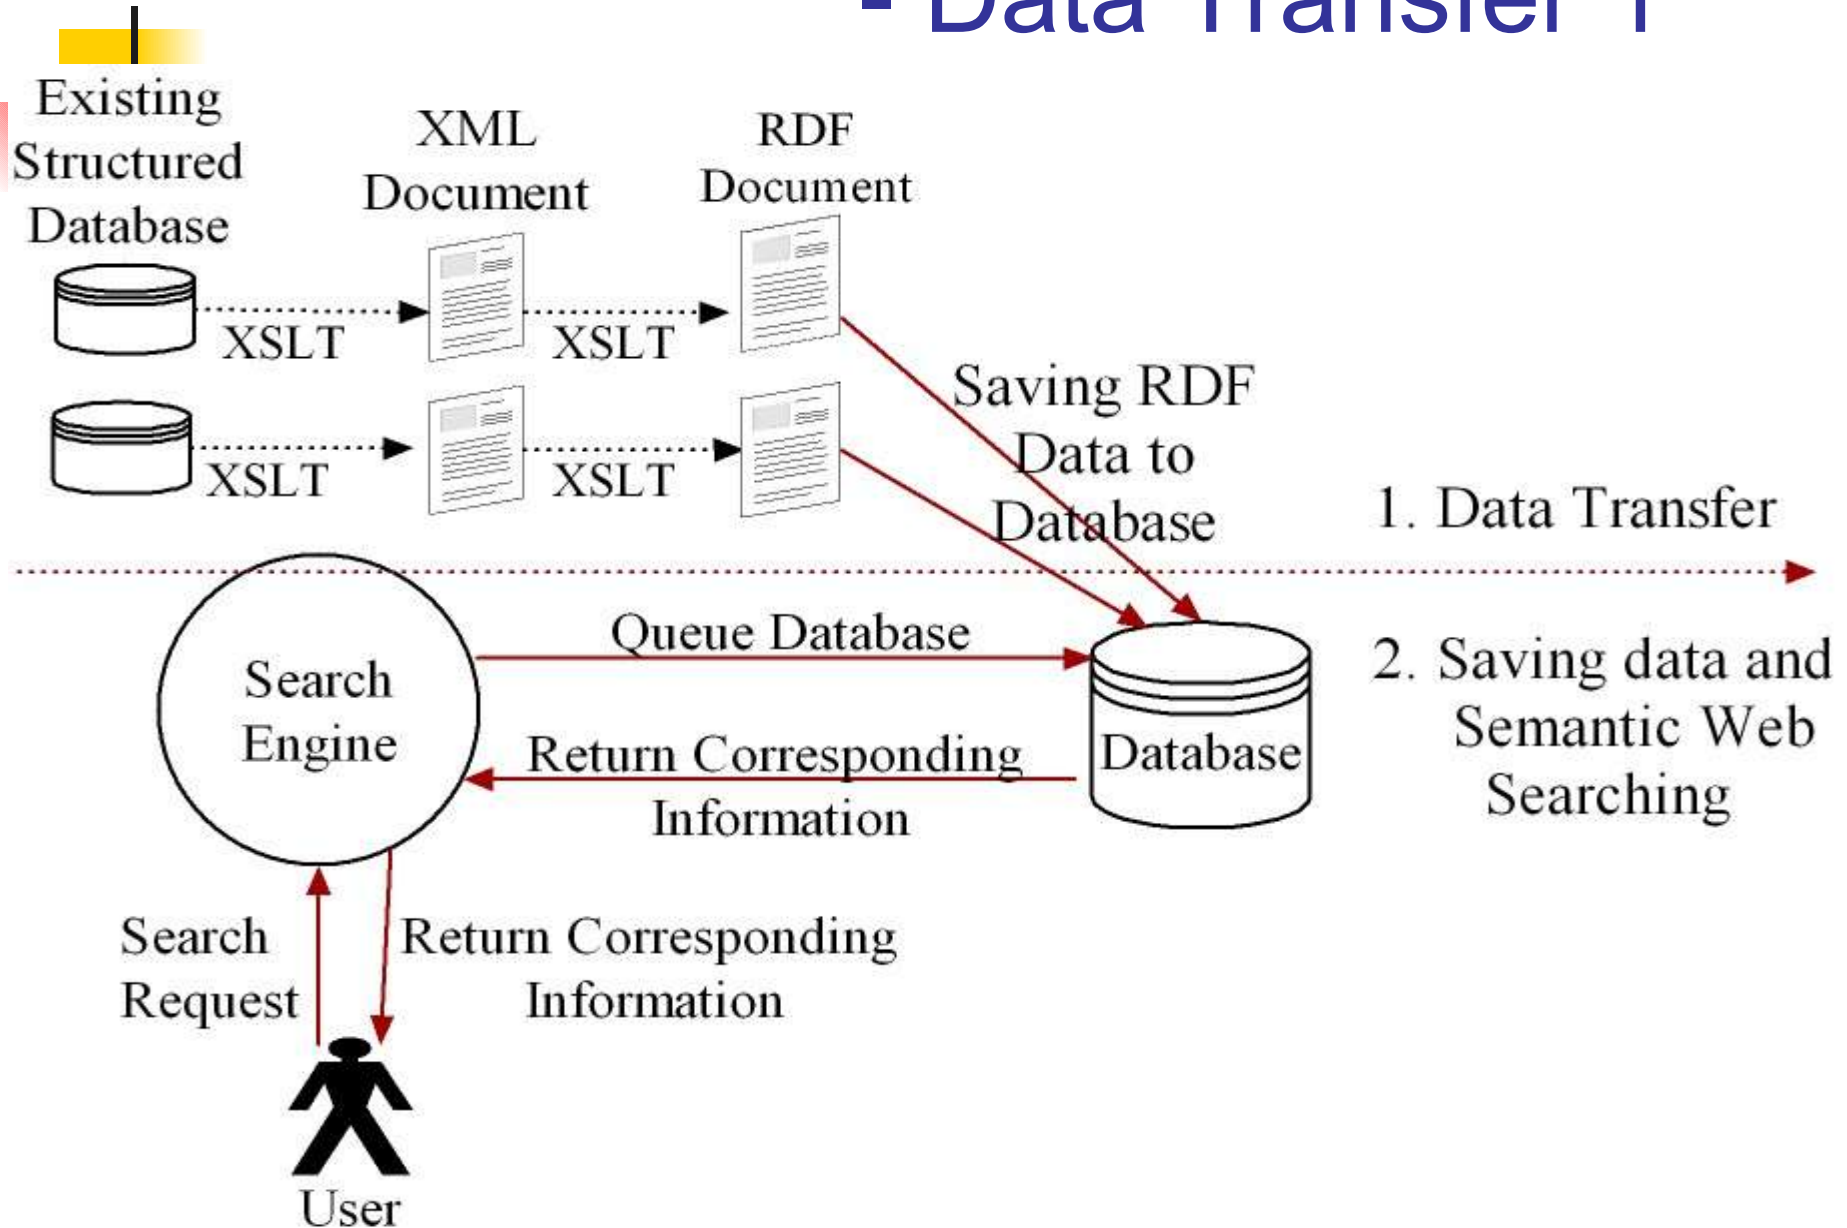 - Data Transfer 1
Existing
Structured
Database
XML
Document
RDF
Document
XSLT
XSLT
XSLT
XSLT
Saving RDF
Data to
Database
1. Data Transfer
Search
Engine
Queue Database
Return Corresponding
Information
Database
2. Saving data and
Semantic Web
Searching
Search
Request
Return Corresponding
Information
User